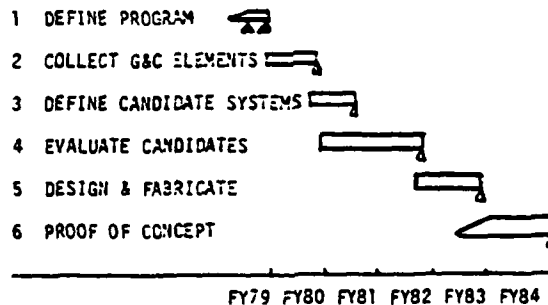 1 DEFINE PROGRAM
2 COLLECT G&C ELEMENTS
3 DEFINE CANDIDATE SYSTEMS
4 EVALUATE CANDIDATES
5 DESIGN & FABRICATE
6 PROOF OF CONCEPT
FY79 FY80 FY81 FY82 FY83 FY84